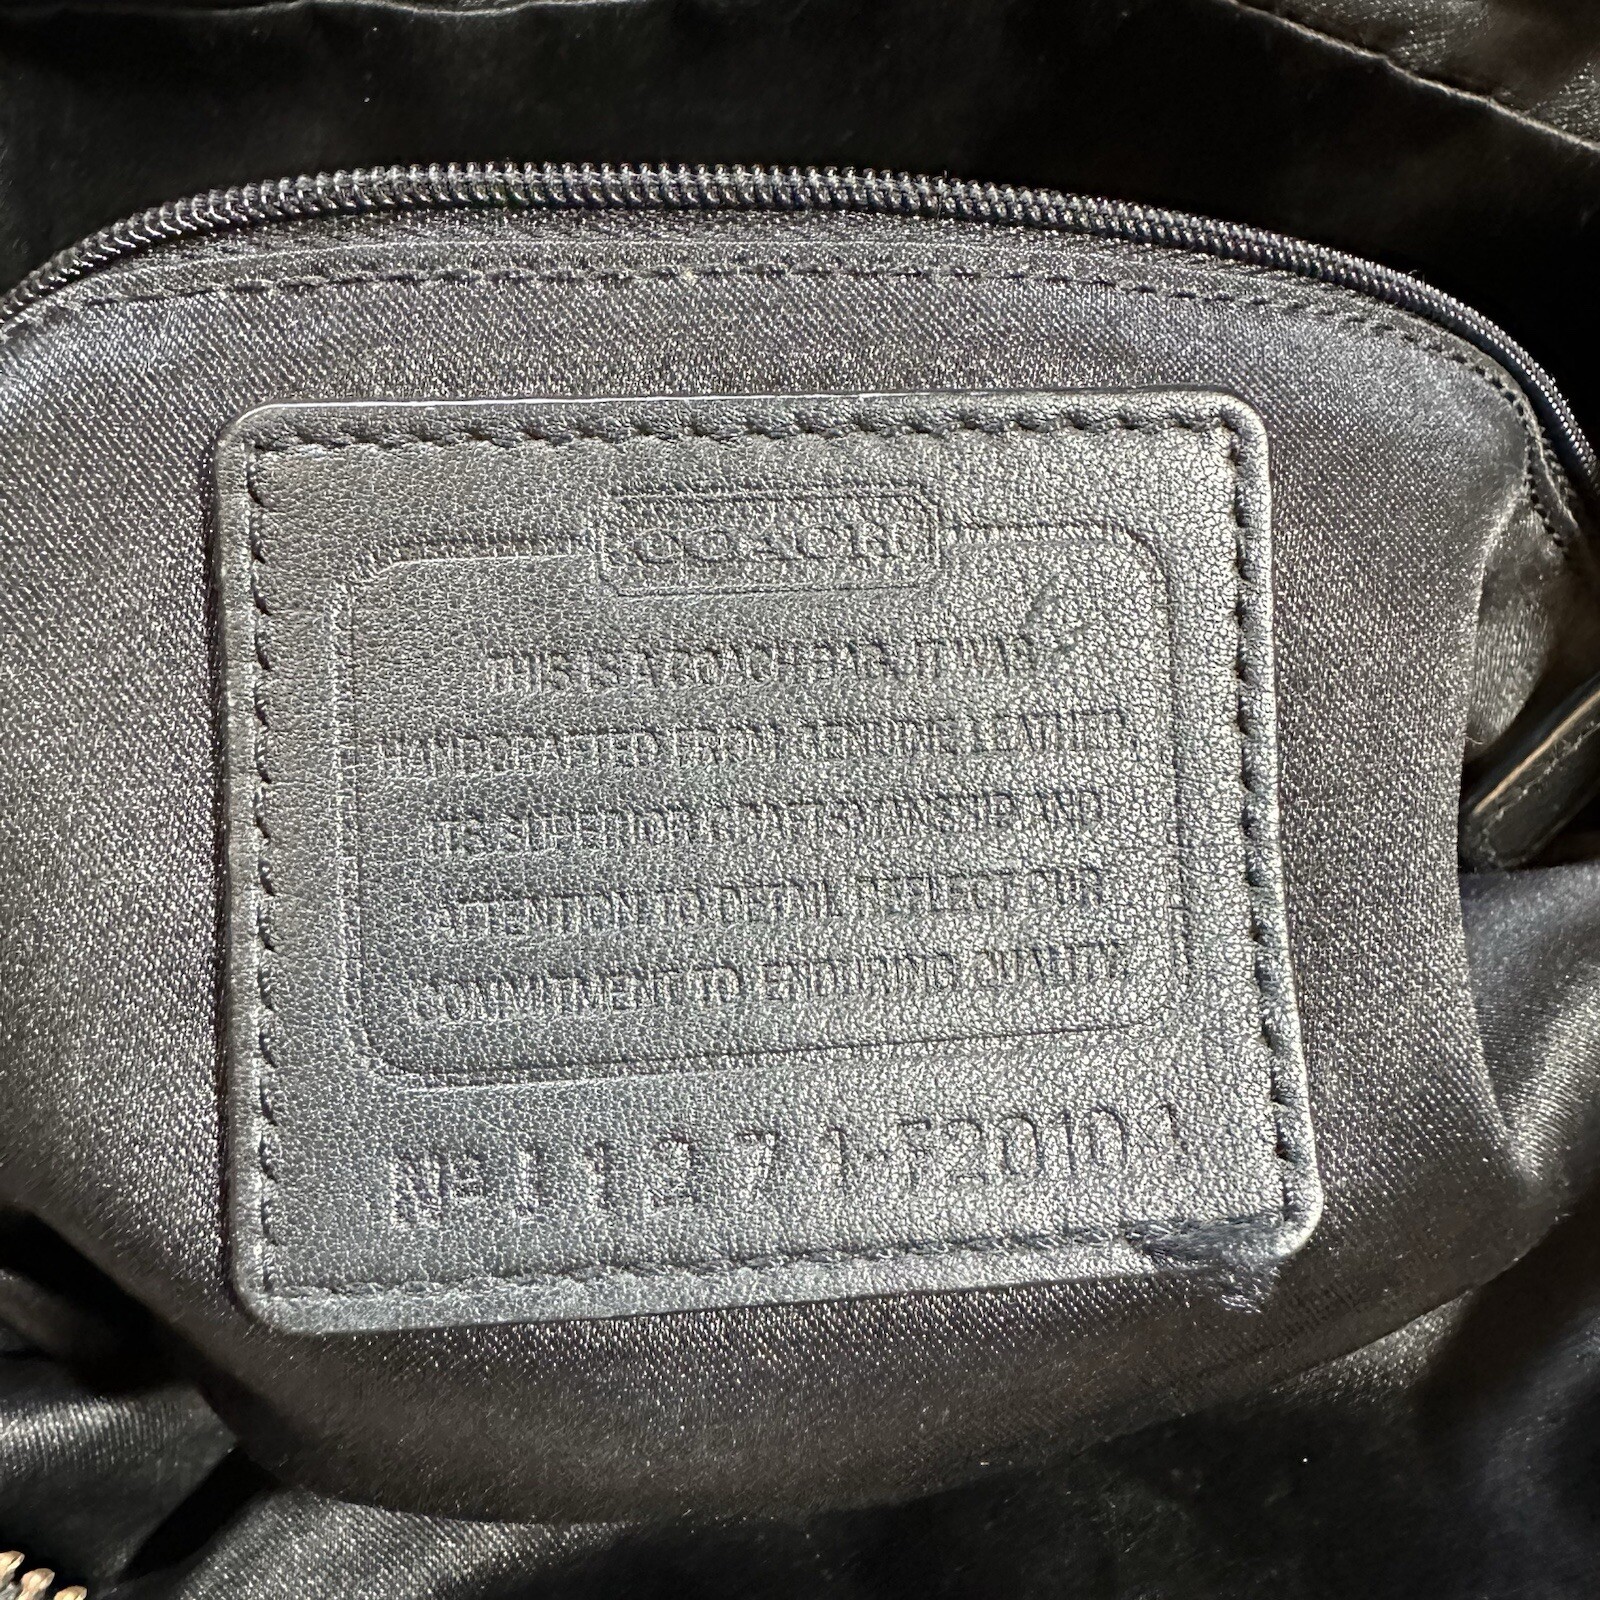 COACH
THIS IS A COACH BAG. IT WAS
HANDCRAFTED FROM GENUINE LEATHER.
ITS SUPERIOR CRAFTSMANSHIP AND
ATTENTION TO DETAIL REFLECT OUR
COMMITMENT TO ENDURING QUALITY.
Nº